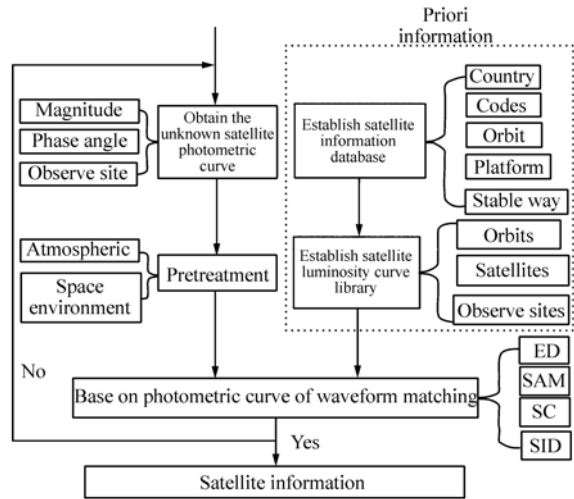 Priori
information
Magnitude
Phase angle
Observe site
Obtain the
unknown satellite
photometric
curve
Establish satellite
information
database
Country
Codes
Orbit
Platform
Stable way
Atmospheric
Space
environment
Pretreatment
Establish satellite
luminosity curve
library
Orbits
Satellites
Observe sites
No
Base on photometric curve of waveform matching
ED
SAM
SC
SID
Yes
Satellite information